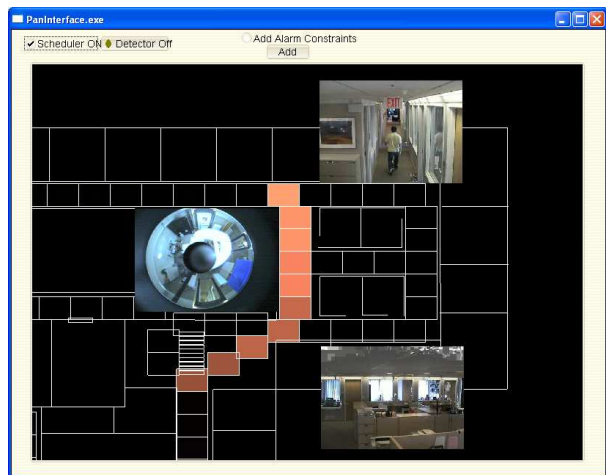 PanInterface.exe
Scheduler ON
Detector Off
Add Alarm Constraints
Add
EXIT